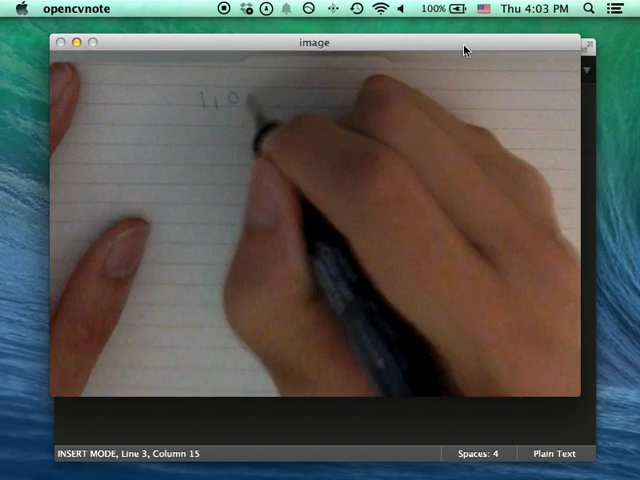 opencvnote
100%
Thu 4:03 PM
image
INSERT MODE, Line 3, Column 15
Spaces: 4
Plain Text